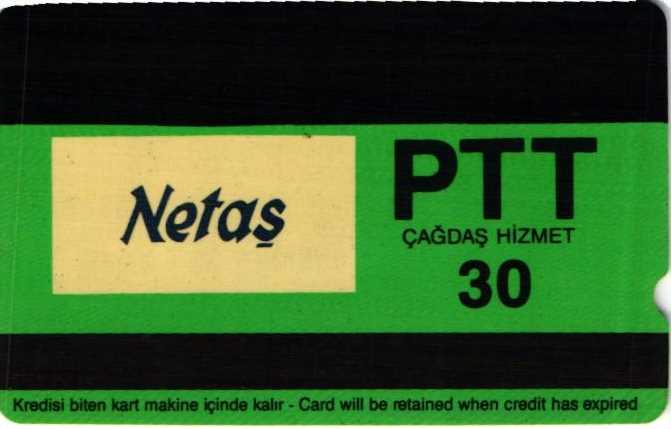 Netaş
PTT
ÇAĞDAŞ HİZMET
30
Kredisi biten kart makine içinde kalır - Card will be retained when credit has expired